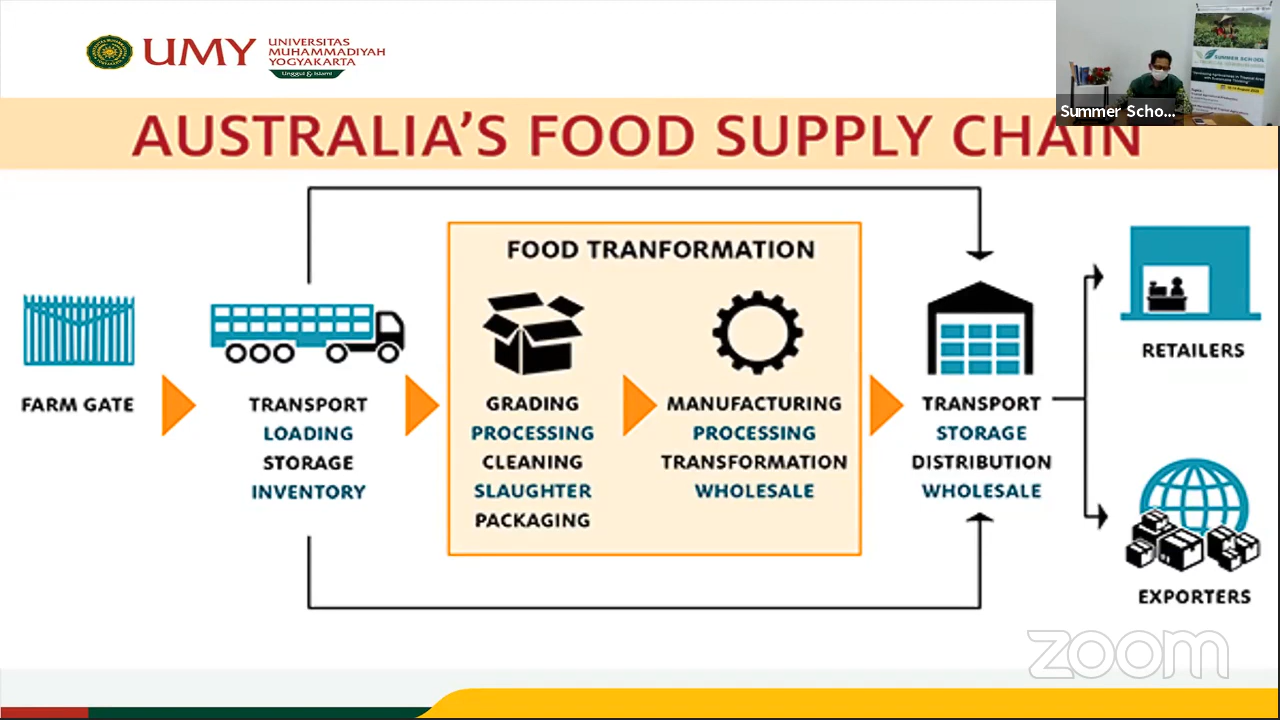 UMY
UNIVERSITAS
MUHAMMADIYAH
YOGYAKARTA
Unggul & Islami
Summer Scho...
AUSTRALIA'S FOOD SUPPLY CHAIN
FOOD TRANFORMATION
FARM GATE
TRANSPORT
LOADING
STORAGE
INVENTORY
GRADING
PROCESSING
CLEANING
SLAUGHTER
PACKAGING
MANUFACTURING
PROCESSING
TRANSFORMATION
WHOLESALE
TRANSPORT
STORAGE
DISTRIBUTION
WHOLESALE
RETAILERS
EXPORTERS
zoom